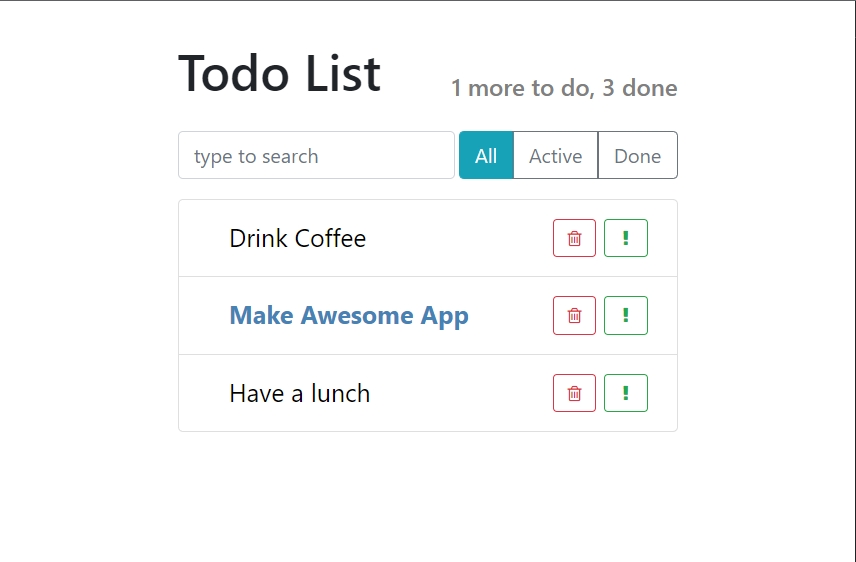 Todo List
1 more to do, 3 done
type to search
All Active Done
Drink Coffee
!
Make Awesome App
!
Have a lunch
!